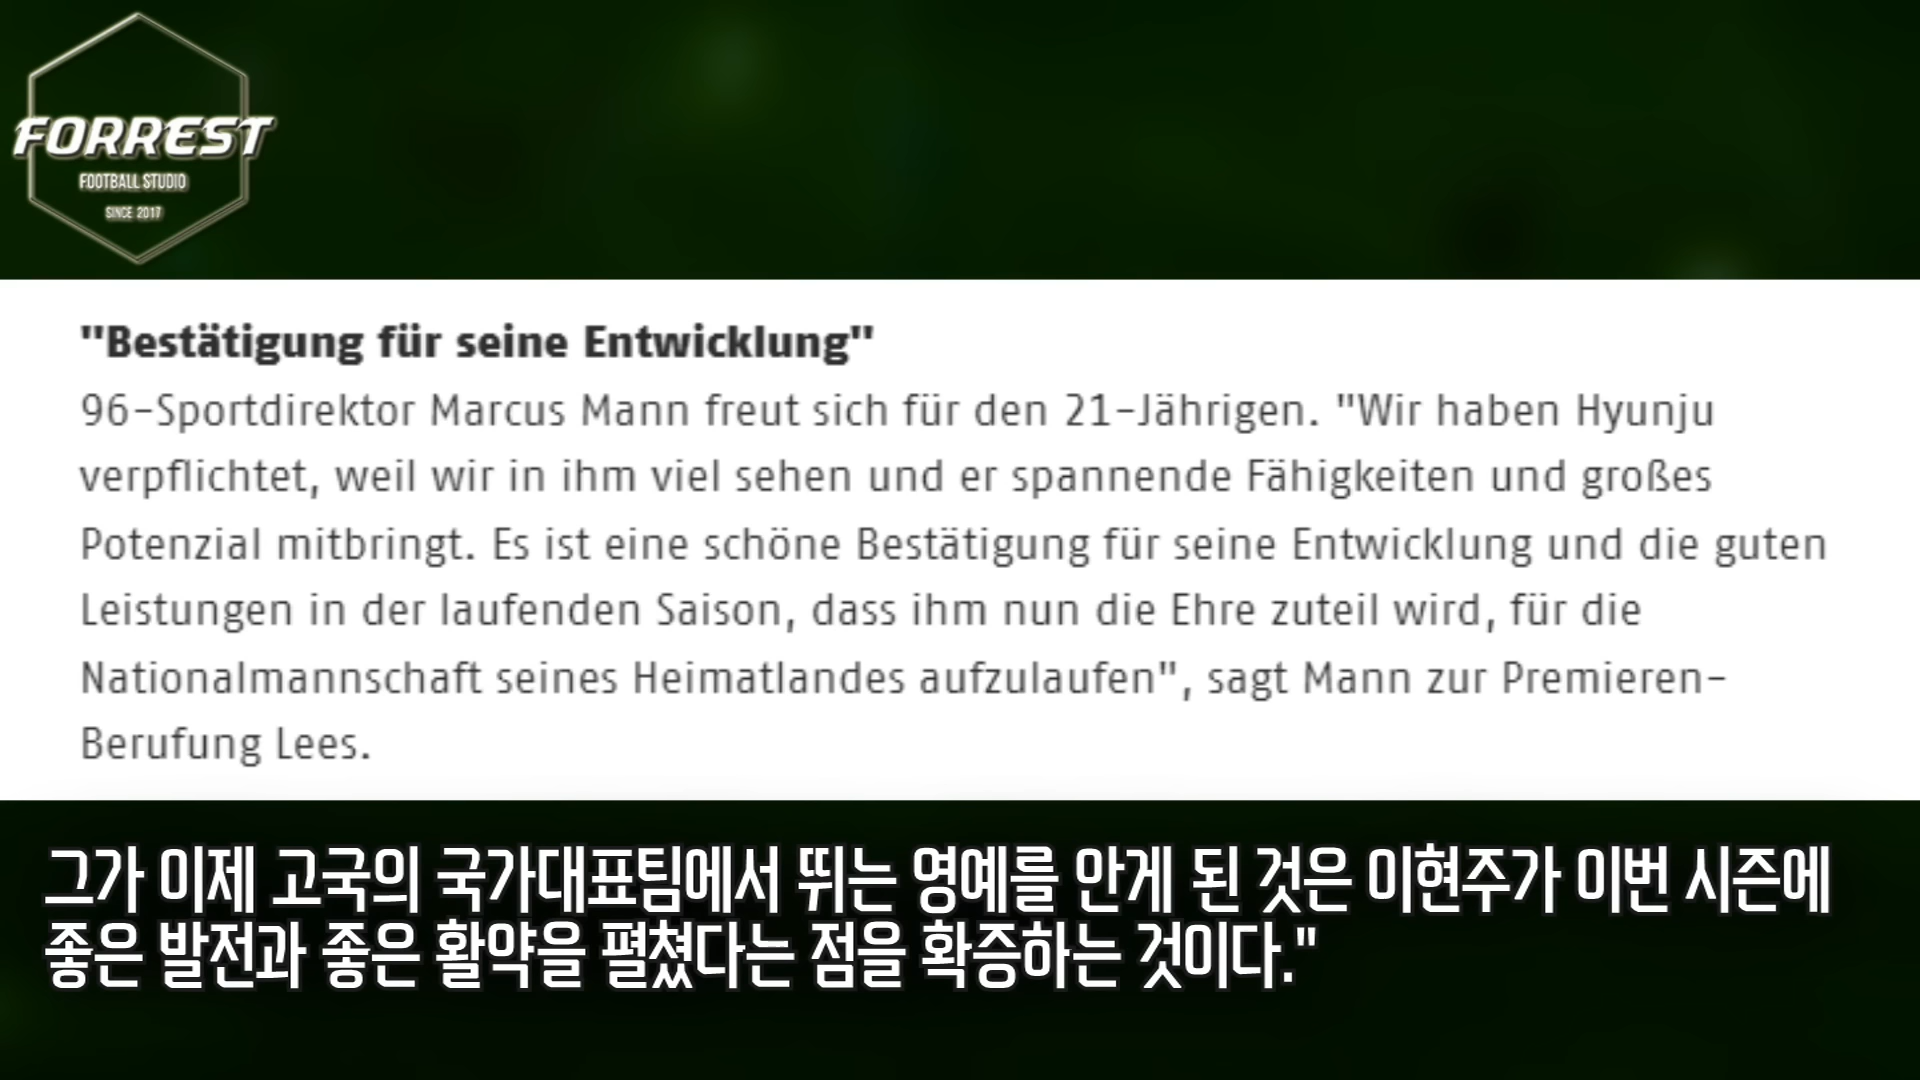 FORREST
FOOTBALL STUDIO
SINCE 2017
"Bestätigung für seine Entwicklung"
96-Sportdirektor Marcus Mann freut sich für den 21-Jährigen. "Wir haben Hyunju
verpflichtet, weil wir in ihm viel sehen und er spannende Fähigkeiten und großes
Potenzial mitbringt. Es ist eine schöne Bestätigung für seine Entwicklung und die guten
Leistungen in der laufenden Saison, dass ihm nun die Ehre zuteil wird, für die
Nationalmannschaft seines Heimatlandes aufzulaufen", sagt Mann zur Premieren-
Berufung Lees.
그가 이제 고국의 국가대표팀에서 뛰는 영예를 안게 된 것은 이현주가 이번 시즌에
좋은 발전과 좋은 활약을 펼쳤다는 점을 확증하는 것이다."